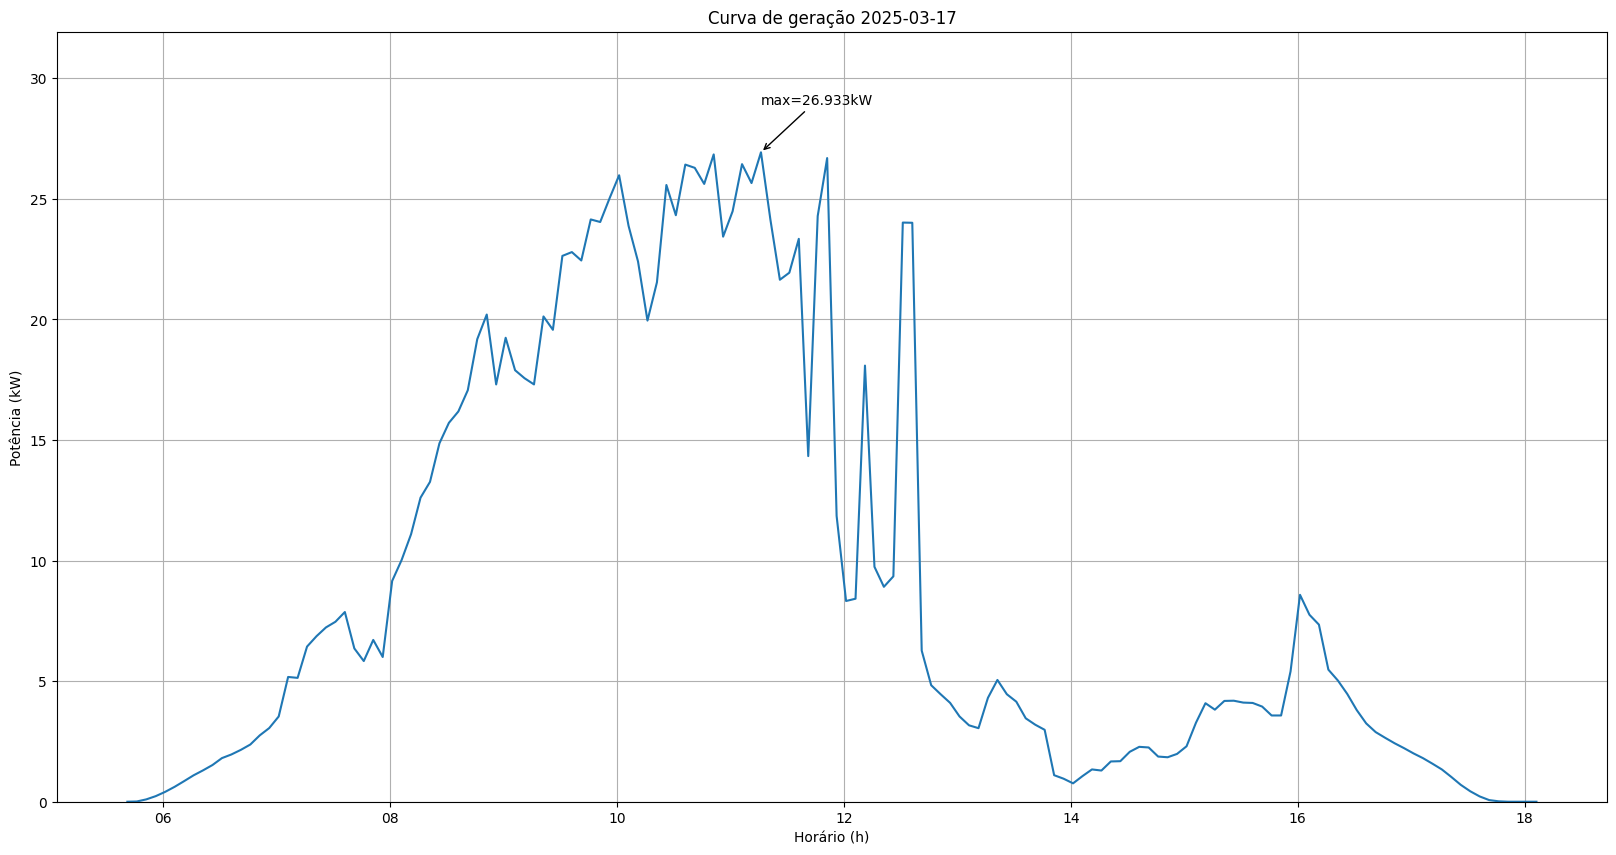 Curva de geração 2025-03-17
30
max=26.933kW
25
20
15
10
5
0
Potência (kW)
06 08 10 12 14 16 18
Horário (h)